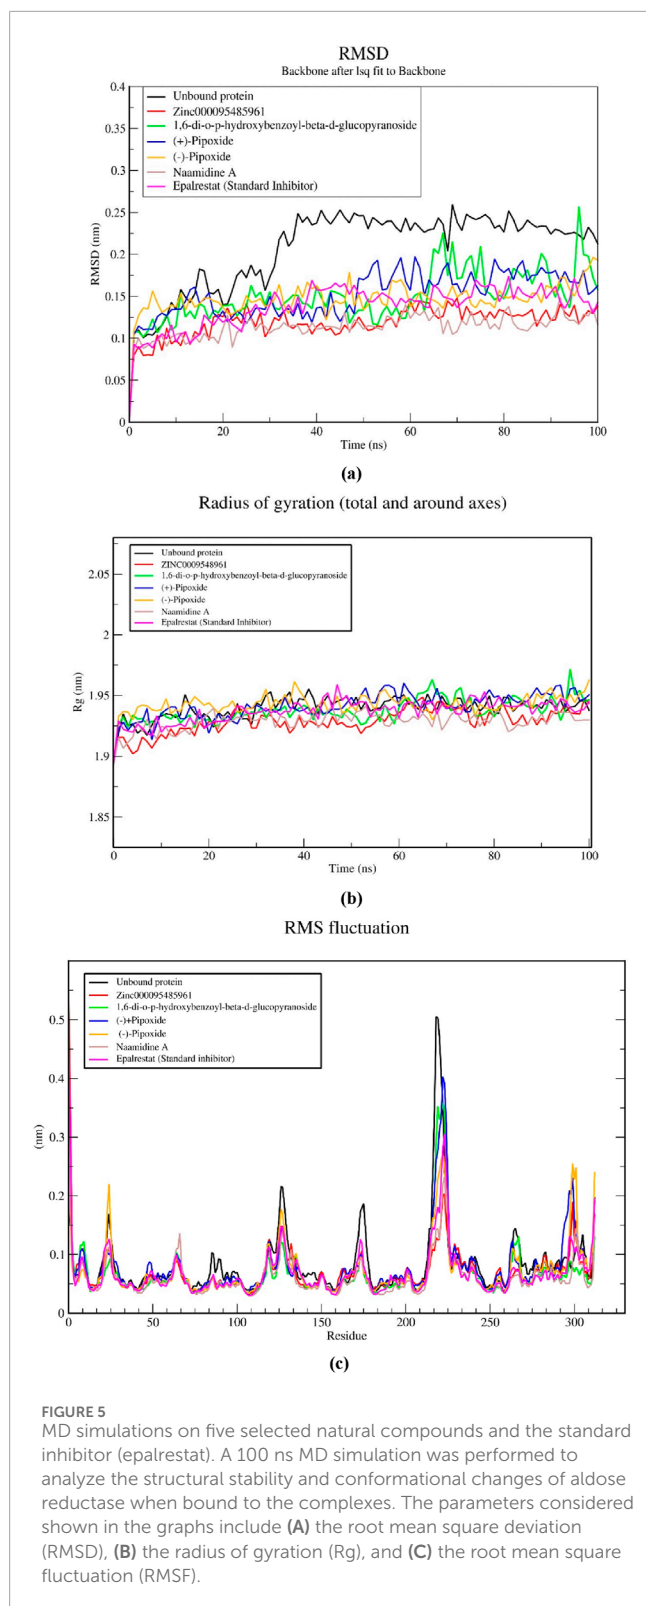 RMSD
Backbone after lsq fit to Backbone
0.4
0.35
0.3
0.25
0.2
0.15
0.1
0.05
0
RMSD (nm)
Unbound protein
Zinc000095485961
1,6-di-o-p-hydroxybenzoyl-beta-d-glucopyranoside
(+)-Pipoxide
(-)-Pipoxide
Naamidine A
Epalrestat (Standard Inhibitor)
0 20 40 60 80 100
Time (ns)
(a)
Radius of gyration (total and around axes)
2.05
2
1.95
1.9
1.85
Rg (nm)
Unbound protein
ZINC0009548961
1,6-di-o-p-hydroxybenzoyl-beta-d-glucopyranoside
(+)-Pipoxide
(-)-Pipoxide
Naamidine A
Epalrestat (Standard Inhibitor)
0 20 40 60 80 100
Time (ns)
(b)
RMS fluctuation
0.5
0.4
0.3
0.2
0.1
0
(nm)
Unbound protein
Zinc000095485961
1,6-di-o-p-hydroxybenzoyl-beta-d-glucopyranoside
(-)+Pipoxide
(-)-Pipoxide
Naamidine A
Epalrestat (Standard inhibitor)
0 50 100 150 200 250 300
Residue
(c)
FIGURE 5
MD simulations on five selected natural compounds and the standard
inhibitor (epalrestat). A 100 ns MD simulation was performed to
analyze the structural stability and conformational changes of aldose
reductase when bound to the complexes. The parameters considered
shown in the graphs include (A) the root mean square deviation
(RMSD), (B) the radius of gyration (Rg), and (C) the root mean square
fluctuation (RMSF).